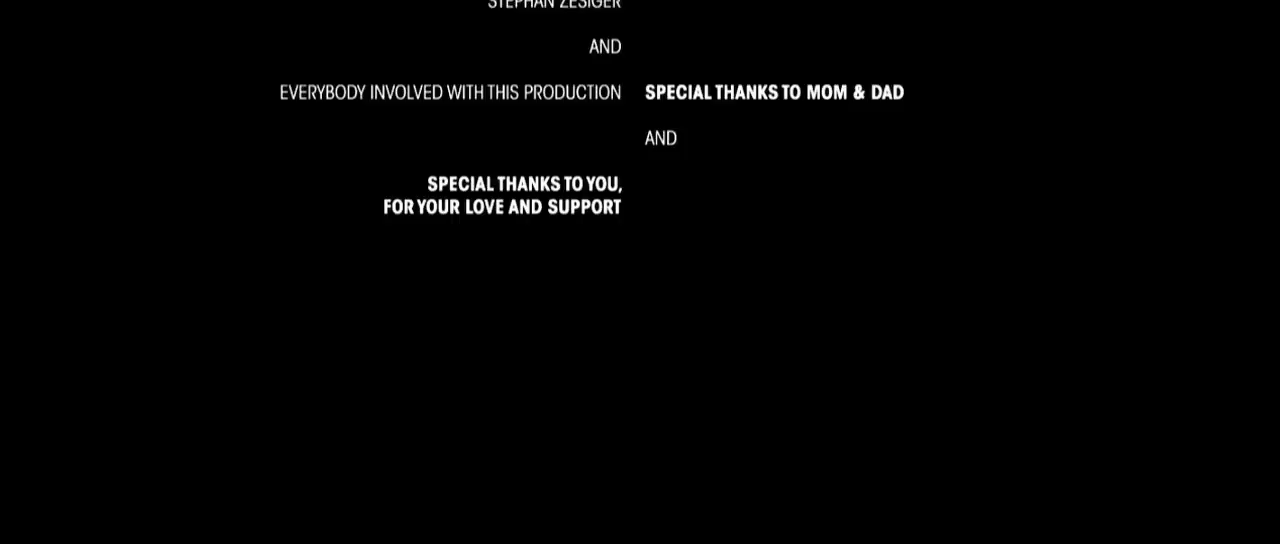 STEPHAN ZESIGER
AND
EVERYBODY INVOLVED WITH THIS PRODUCTION
SPECIAL THANKS TO MOM & DAD
AND
SPECIAL THANKS TO YOU,
FOR YOUR LOVE AND SUPPORT